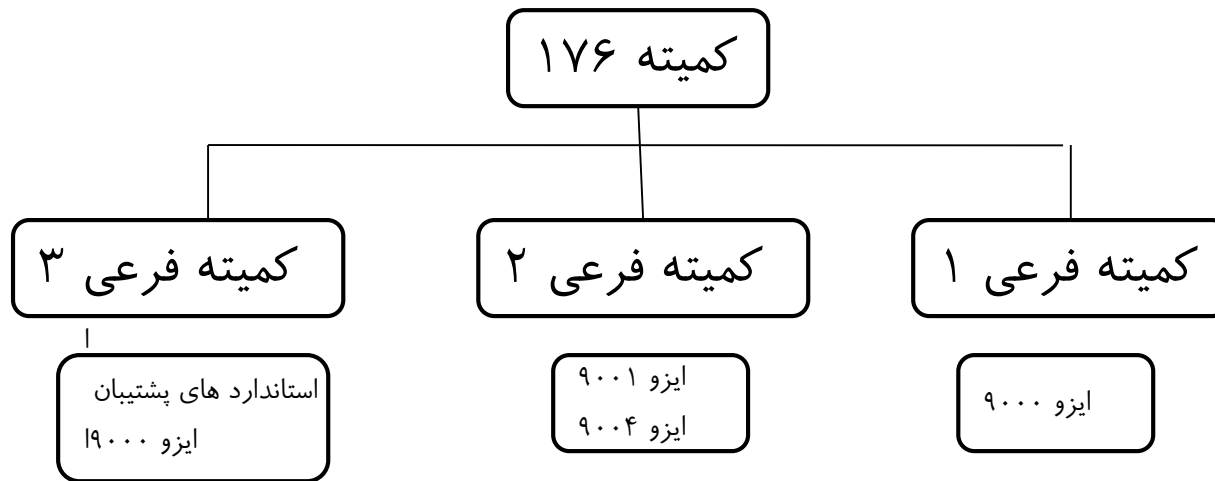 کمیته ۱۷۶
کمیته فرعی ۱
کمیته فرعی ۲
کمیته فرعی ۳
ایزو ۹۰۰۰
ایزو ۹۰۰۱
ایزو ۹۰۰۴
ا
استاندارد های پشتیبان
ایزو ۹۰۰۰ا